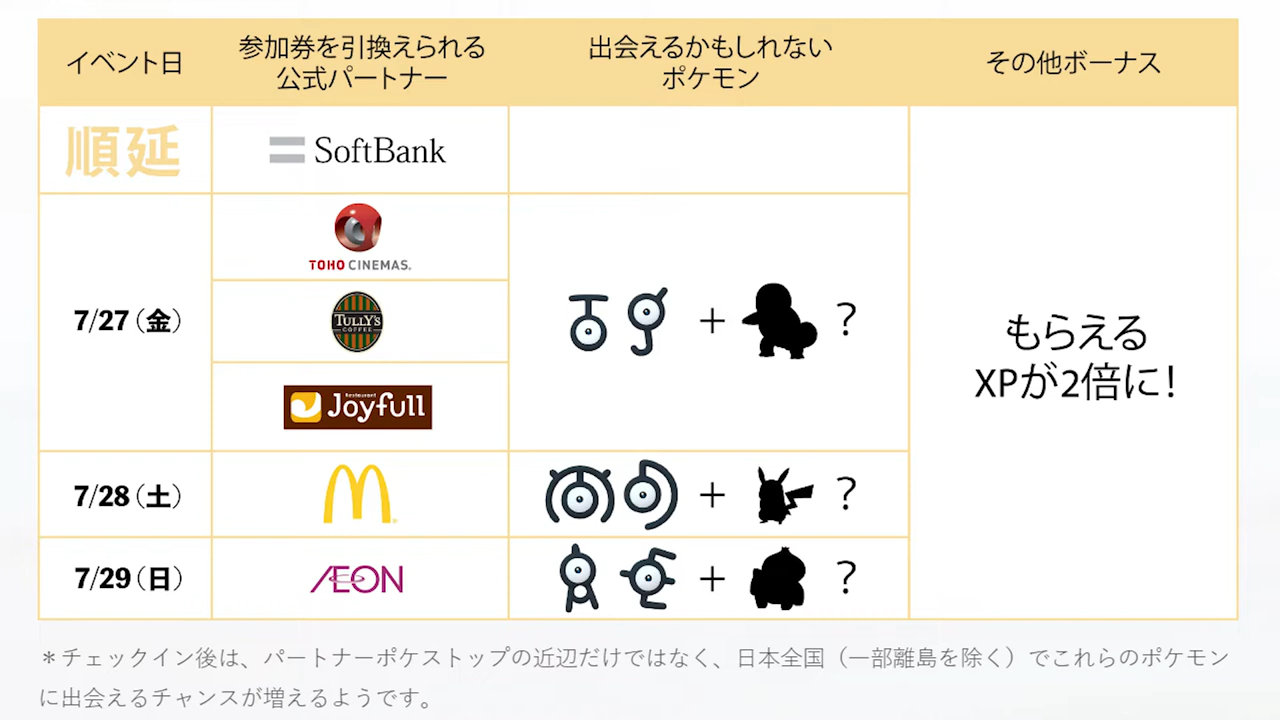 イベント日
参加券を引換えられる
公式パートナー
出会えるかもしれない
ポケモン
その他ボーナス
順延
SoftBank
TOHO CINEMAS.
7/27（金）
TULLY'S
COFFEE
+ ?
もらえる
XPが2倍に!
Restaurant
Joyfull
7/28（土）
+ ?
7/29（日）
ÆON
+ ?
＊チェックイン後は、パートナーポケストップの近辺だけではなく、日本全国（一部離島を除く）でこれらのポケモン
に出会えるチャンスが増えるようです。